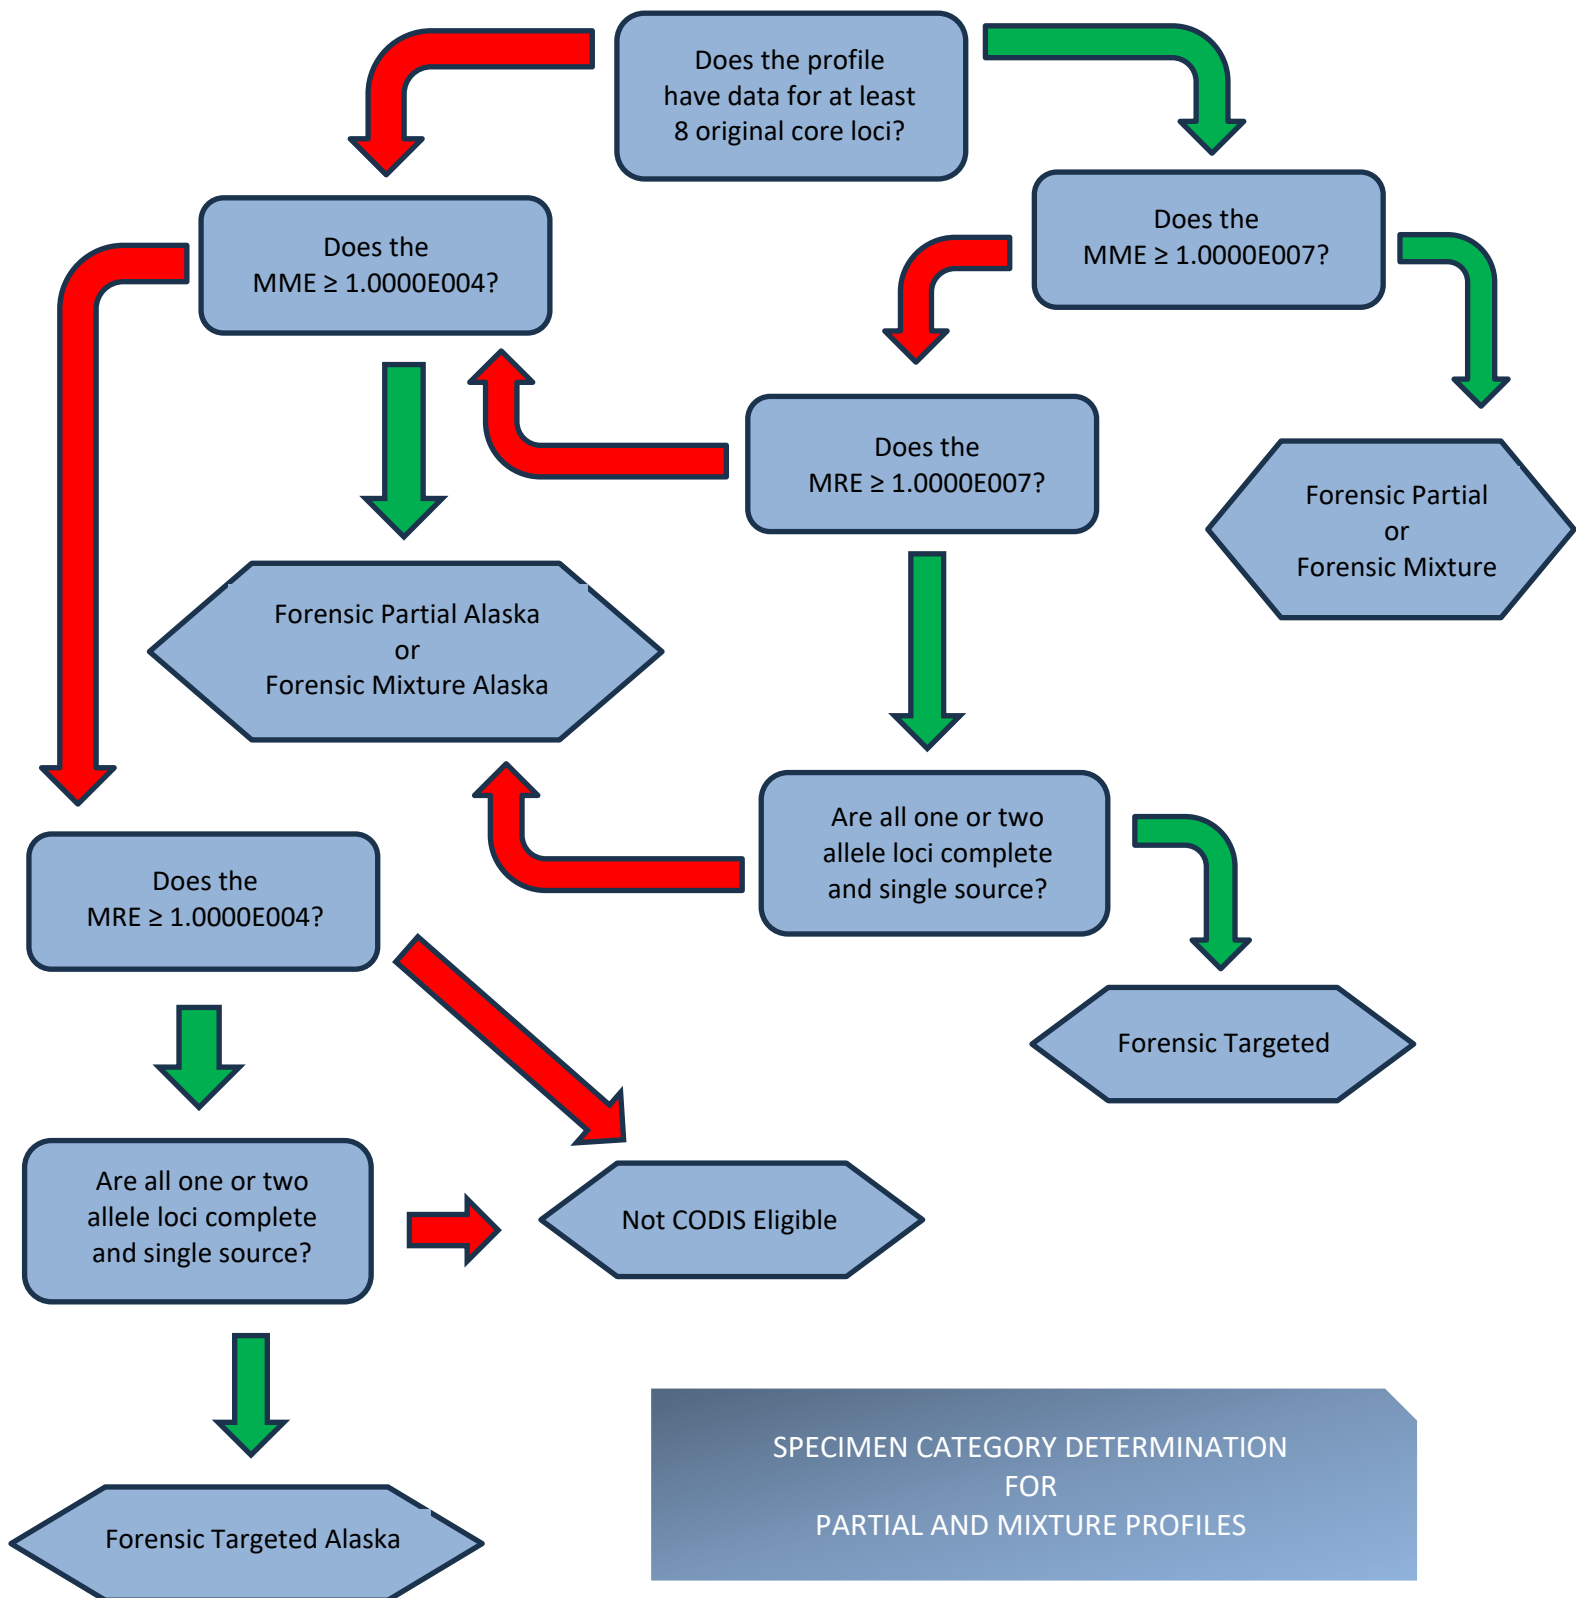 Does the profile
have data for at least
8 original core loci?
Does the
MME ≥ 1.0000E004?
Does the
MME ≥ 1.0000E007?
Does the
MRE ≥ 1.0000E007?
Forensic Partial
or
Forensic Mixture
Forensic Partial Alaska
or
Forensic Mixture Alaska
Are all one or two
allele loci complete
and single source?
Does the
MRE ≥ 1.0000E004?
Forensic Targeted
Are all one or two
allele loci complete
and single source?
Not CODIS Eligible
Forensic Targeted Alaska
SPECIMEN CATEGORY DETERMINATION
FOR
PARTIAL AND MIXTURE PROFILES